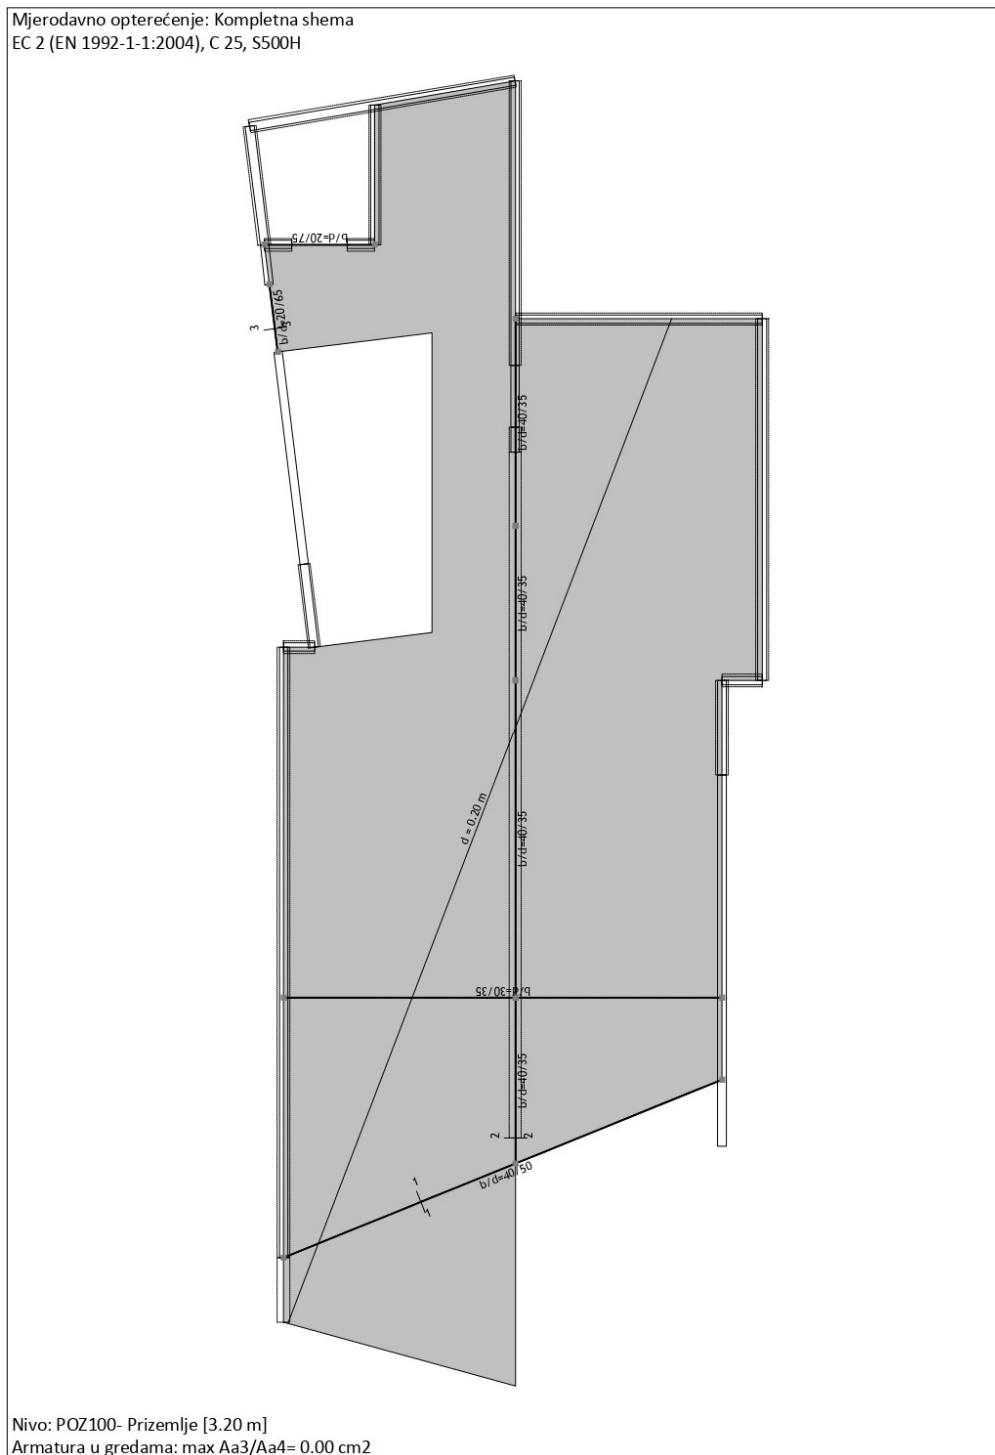 Mjerodavno opterećenje: Kompletna shema
EC 2 (EN 1992-1-1:2004), C 25, S500H
b/d=20/75
3
3
b/d=20/65
b/d=40/35
b/d=40/35
d = 0.20 m
b/d=40/35
b/d=30/35
b/d=40/35
2
2
b/d=40/50
1
1
Nivo: POZ100- Prizemlje [3.20 m]
Armatura u gredama: max Aa3/Aa4= 0.00 cm2